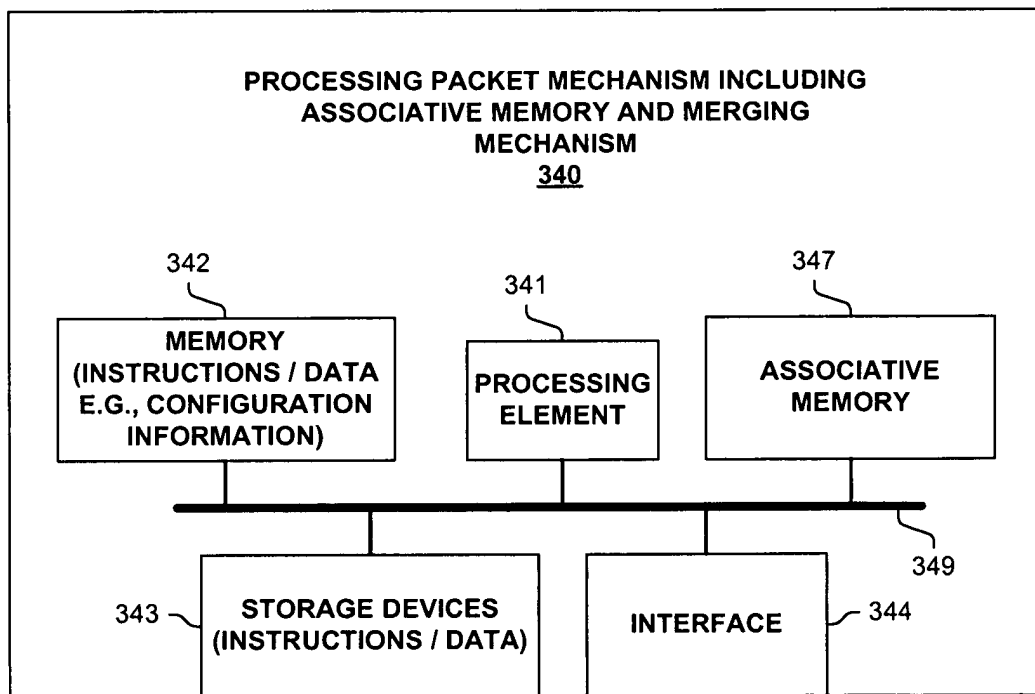 PROCESSING PACKET MECHANISM INCLUDING
ASSOCIATIVE MEMORY AND MERGING
MECHANISM
340
342
341
347
MEMORY
(INSTRUCTIONS / DATA
E.G., CONFIGURATION
INFORMATION)
PROCESSING
ELEMENT
ASSOCIATIVE
MEMORY
349
343
STORAGE DEVICES
(INSTRUCTIONS / DATA)
INTERFACE
344